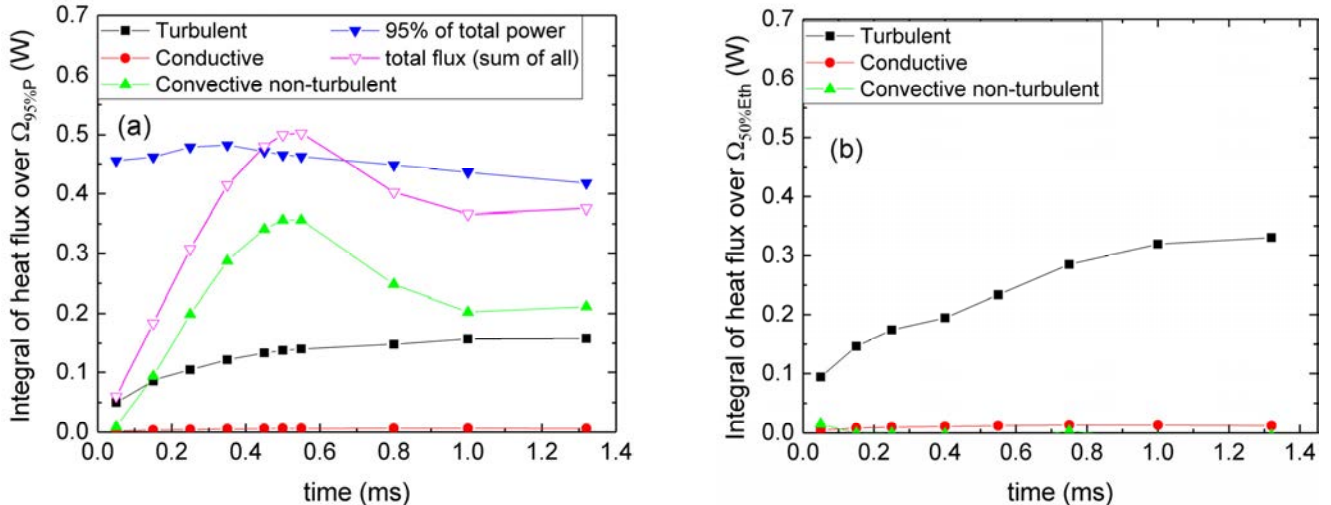 Integral of heat flux over Ω95%P (W)
0.7
0.6
0.5
0.4
0.3
0.2
0.1
0.0
Turbulent
Conductive
Convective non-turbulent
95% of total power
total flux (sum of all)
(a)
0.0 0.2 0.4 0.6 0.8 1.0 1.2 1.4
time (ms)
Integral of heat flux over Ω50%Eth (W)
0.7
0.6
0.5
0.4
0.3
0.2
0.1
0.0
Turbulent
Conductive
Convective non-turbulent
(b)
0.0 0.2 0.4 0.6 0.8 1.0 1.2 1.4
time (ms)